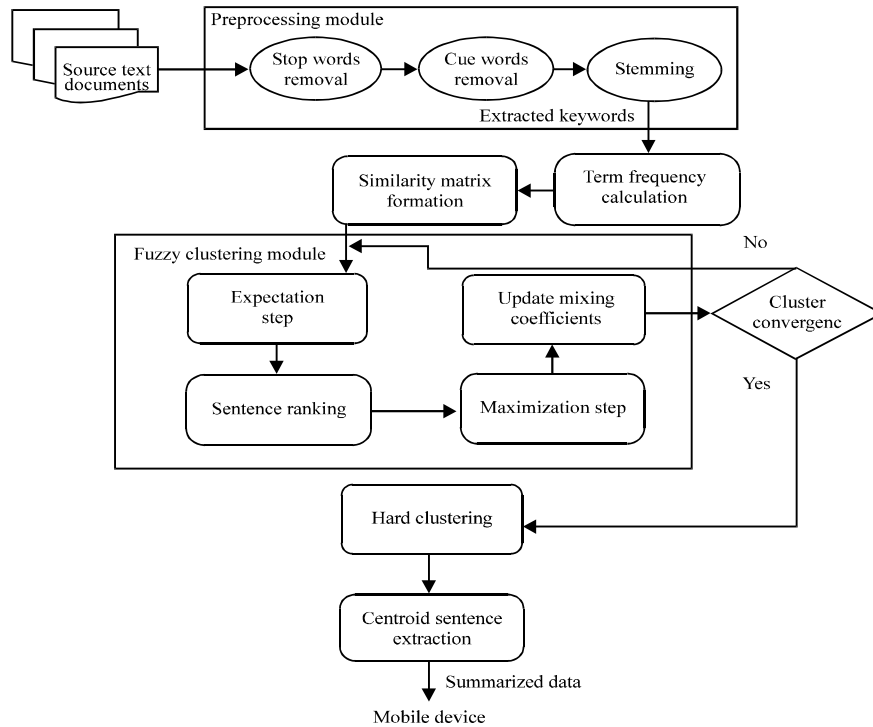 Preprocessing module
Source text
documents
Stop words
removal
Cue words
removal
Stemming
Extracted keywords
Similarity matrix
formation
Term frequency
calculation
No
Fuzzy clustering module
Expectation
step
Update mixing
coefficients
Cluster
convergenc
Yes
Sentence ranking
Maximization step
Hard clustering
Centroid sentence
extraction
Summarized data
Mobile device